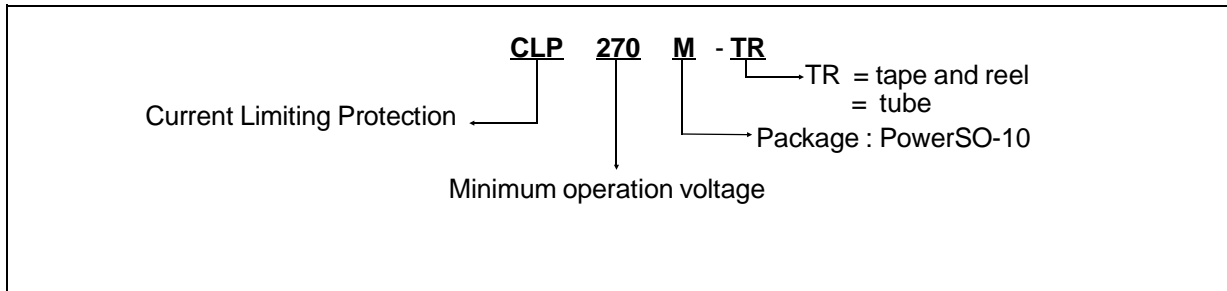 CLP 270 M - TR
TR = tape and reel
= tube
Current Limiting Protection
Package : PowerSO-10
Minimum operation voltage